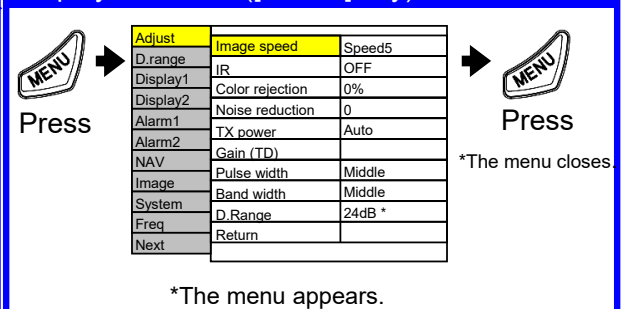 MENU
Press
Adjust
D.range
Display1
Display2
Alarm1
Alarm2
NAV
Image
System
Freq
Next
Image speed Speed5
IR OFF
Color rejection 0%
Noise reduction 0
TX power Auto
Gain (TD)
Pulse width Middle
Band width Middle
D.Range 24dB *
Return
MENU
Press
*The menu closes.
*The menu appears.